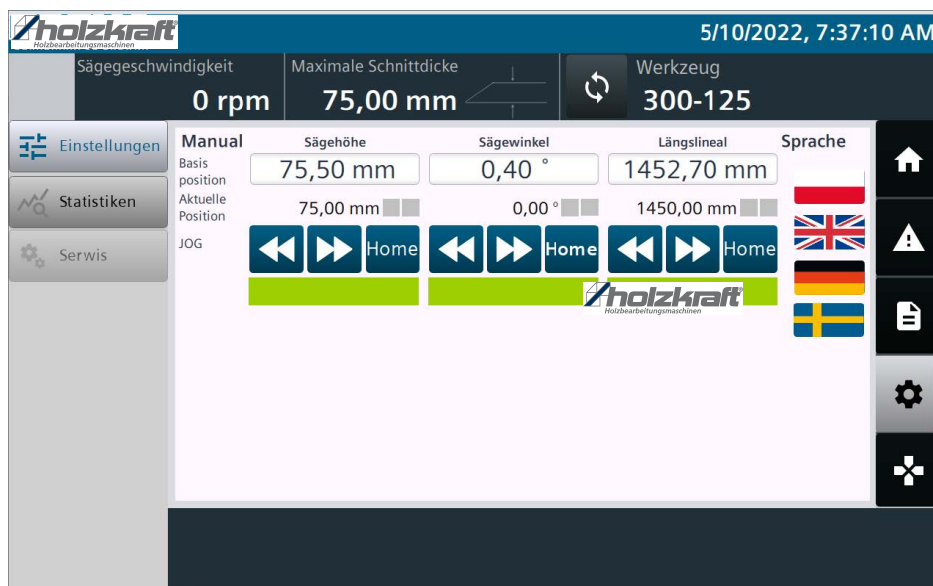 holzkraft®
Holzbearbeitungsmaschinen
5/10/2022, 7:37:10 AM
Sägegeschwindigkeit
0 rpm
Maximale Schnittdicke
75,00 mm
Werkzeug
300-125
Einstellungen
Statistiken
Serwis
Manual Sägehöhe Sägewinkel Längslineal Sprache
Basis
position
75,50 mm 0,40 ° 1452,70 mm
Aktuelle
Position
75,00 mm 0,00 ° 1450,00 mm
JOG Home Home Home
holzkraft®
Holzbearbeitungsmaschinen